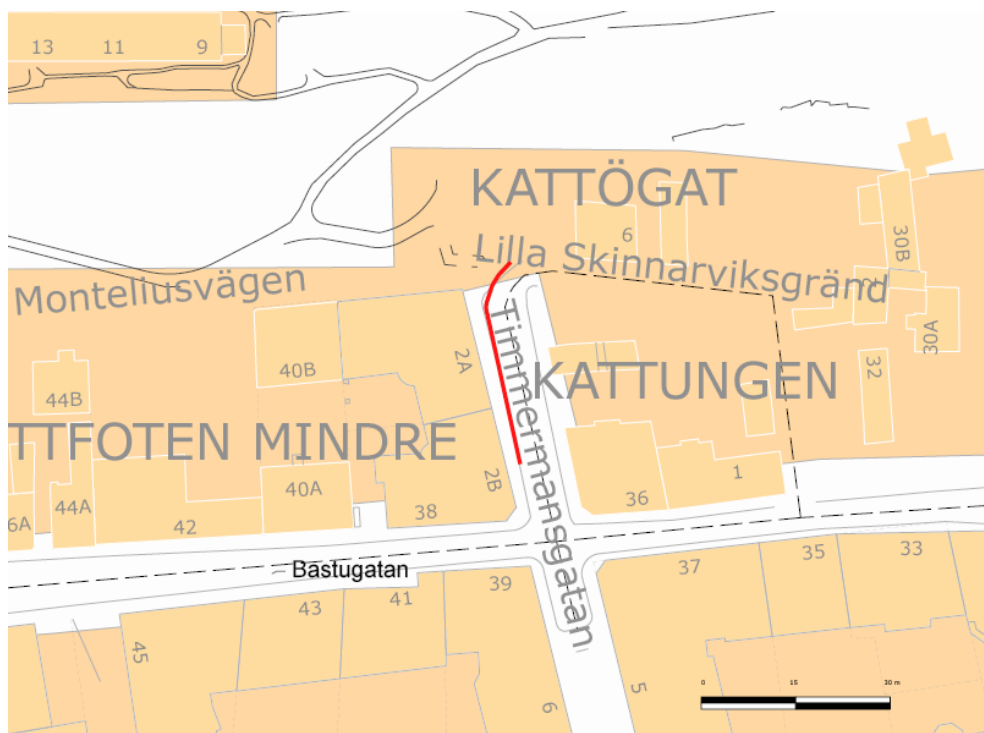 13
11
9
KATTÖGAT
6
30B
Lilla Skinnarviksgränd
Monteliusvägen
2A
40B
Timmermansgatan
30A
32
44B
KATTUNGEN
TTFOTEN MINDRE
2B
40A
6A
44A
42
38
36
1
Bastugatan
39
37
35
33
43
41
45
6
5
0
15
30 m